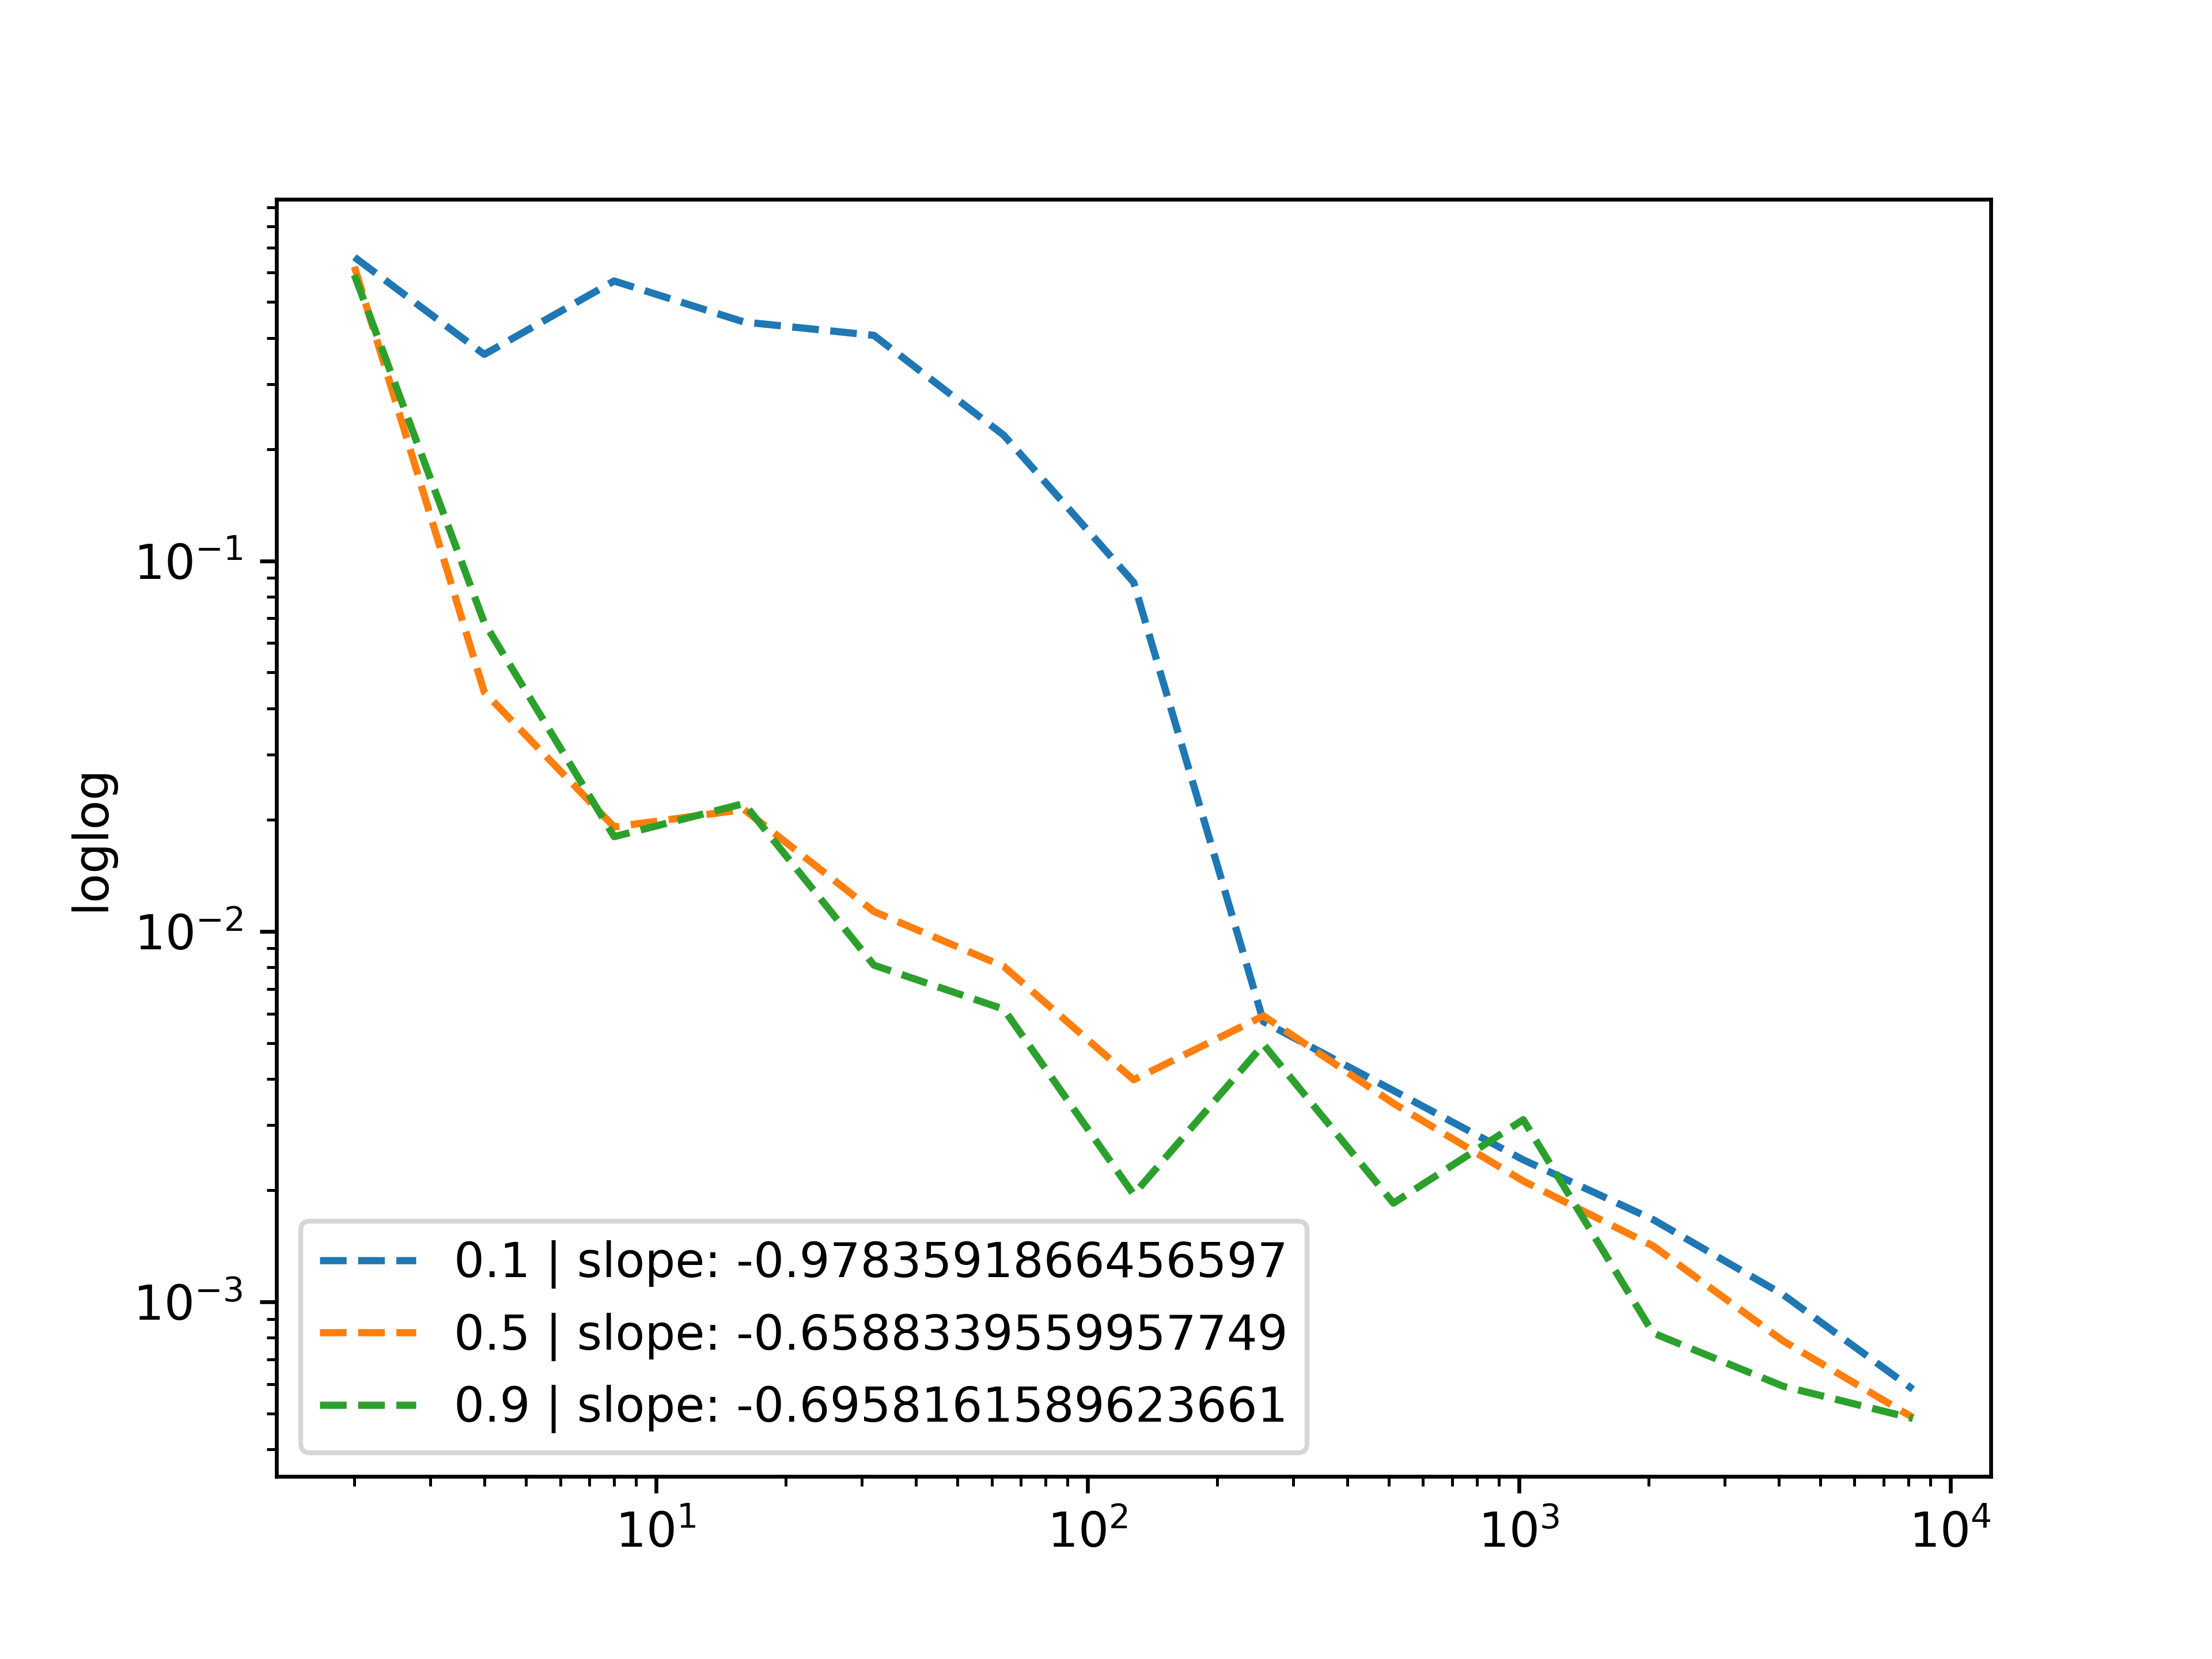 loglog
10⁻¹
10⁻²
10⁻³
0.1 | slope: -0.9783591866456597
0.5 | slope: -0.6588339559957749
0.9 | slope: -0.6958161589623661
10¹ 10² 10³ 10⁴